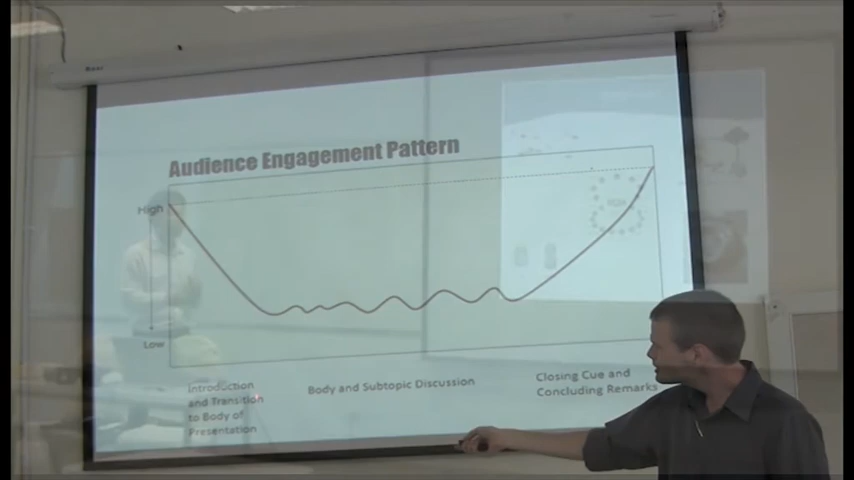 Audience Engagement Pattern
High
Low
Introduction
and Transition
to Body of
Presentation
Body and Subtopic Discussion
Closing Cue and
Concluding Remarks